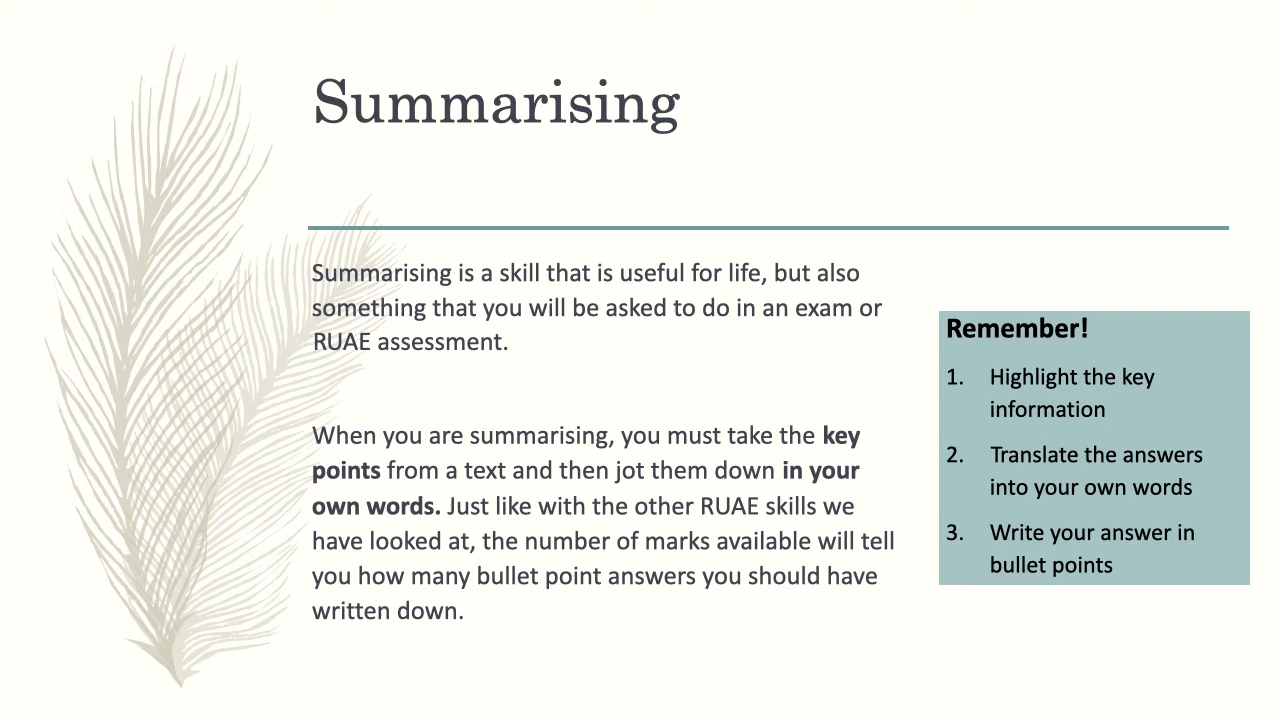 Summarising
Summarising is a skill that is useful for life, but also
something that you will be asked to do in an exam or
RUAE assessment.
When you are summarising, you must take the key
points from a text and then jot them down in your
own words. Just like with the other RUAE skills we
have looked at, the number of marks available will tell
you how many bullet point answers you should have
written down.
Remember!
1. Highlight the key
information
2. Translate the answers
into your own words
3. Write your answer in
bullet points